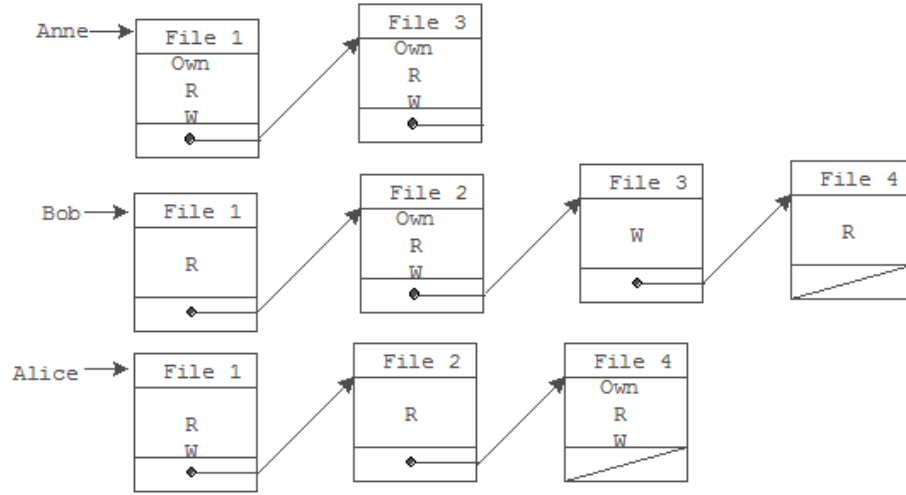 Anne
File 1
Own
R
W
File 3
Own
R
W
Bob
File 1
R
File 2
Own
R
W
File 3
W
File 4
R
Alice
File 1
R
W
File 2
R
File 4
Own
R
W